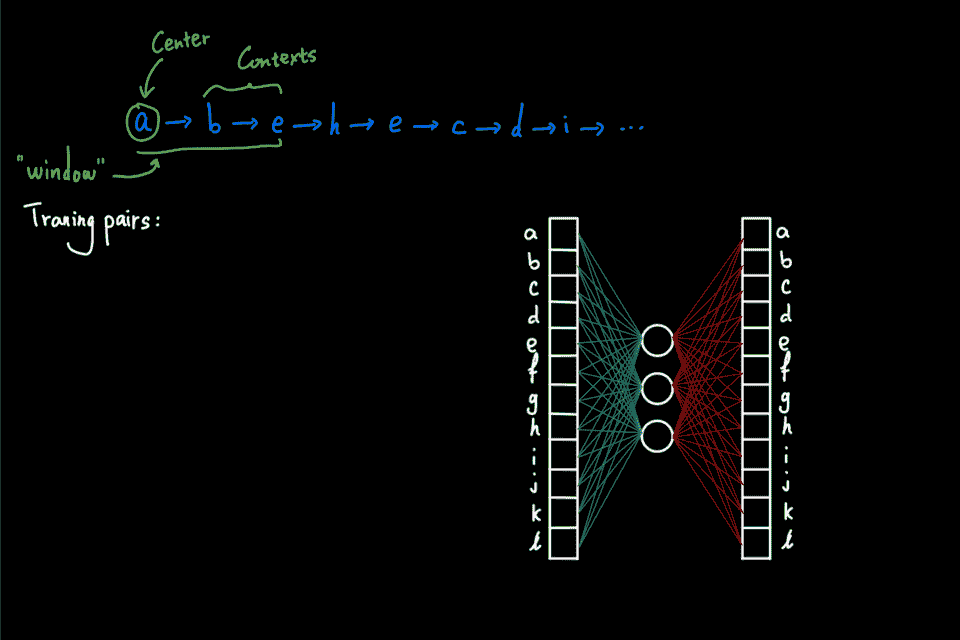 Center
Contexts
a → b → e → h → e → c → d → i → ...
"window"
Traning pairs:
a a
b b
c c
d d
e e
f f
g g
h h
i i
j j
k k
l l